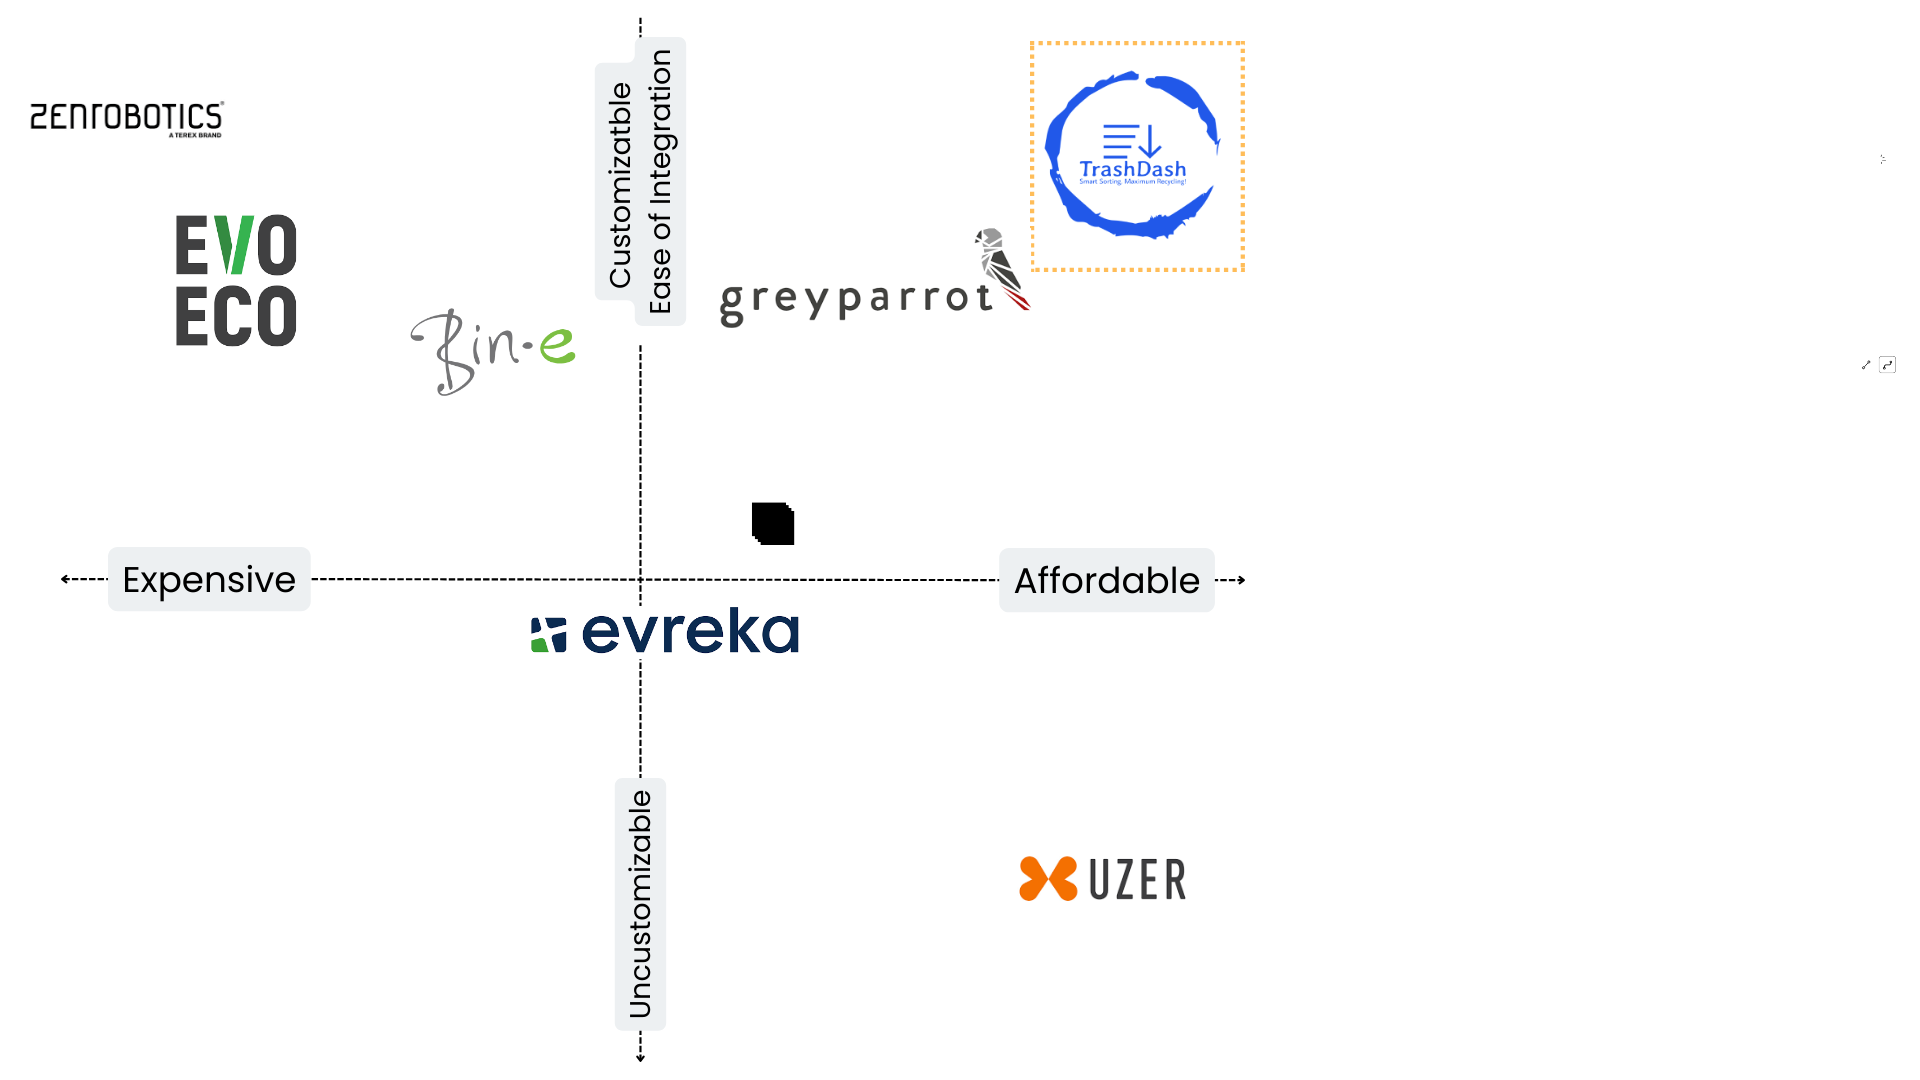 ZENROBOTICS
A TEREX BRAND
Customizatble
Ease of Integration
TrashDash
Smart Sorting, Maximum Recycling!
EVO
ECO
greyparrot
Bin-e
Expensive
Affordable
evreka
Uncustomizable
UZER